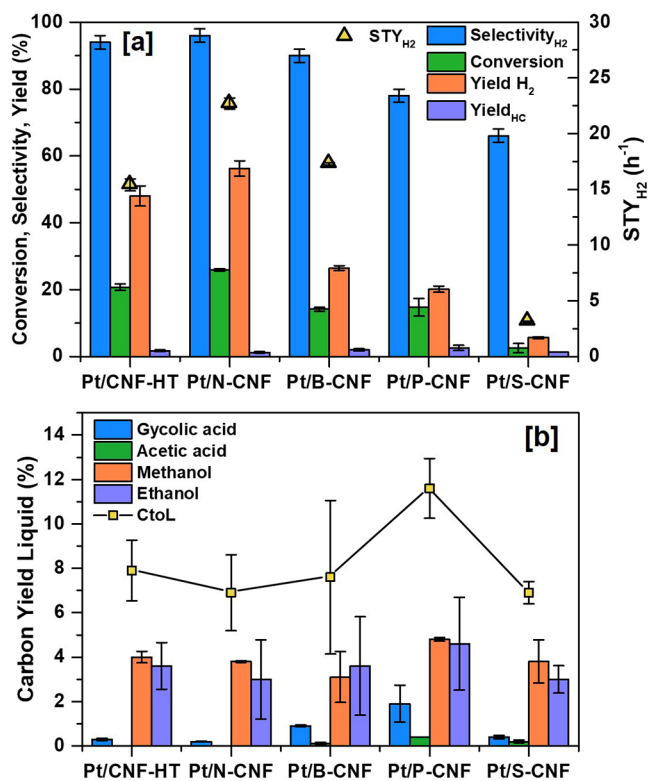 [a]
STY_H2
Selectivity_H2
Conversion
Yield H_2
Yield_HC
Conversion, Selectivity, Yield (%)
100
80
60
40
20
0
STY_H2 (h^-1)
30
25
20
15
10
5
0
Pt/CNF-HT Pt/N-CNF Pt/B-CNF Pt/P-CNF Pt/S-CNF
[b]
Gycolic acid
Acetic acid
Methanol
Ethanol
CtoL
Carbon Yield Liquid (%)
14
12
10
8
6
4
2
0
Pt/CNF-HT Pt/N-CNF Pt/B-CNF Pt/P-CNF Pt/S-CNF